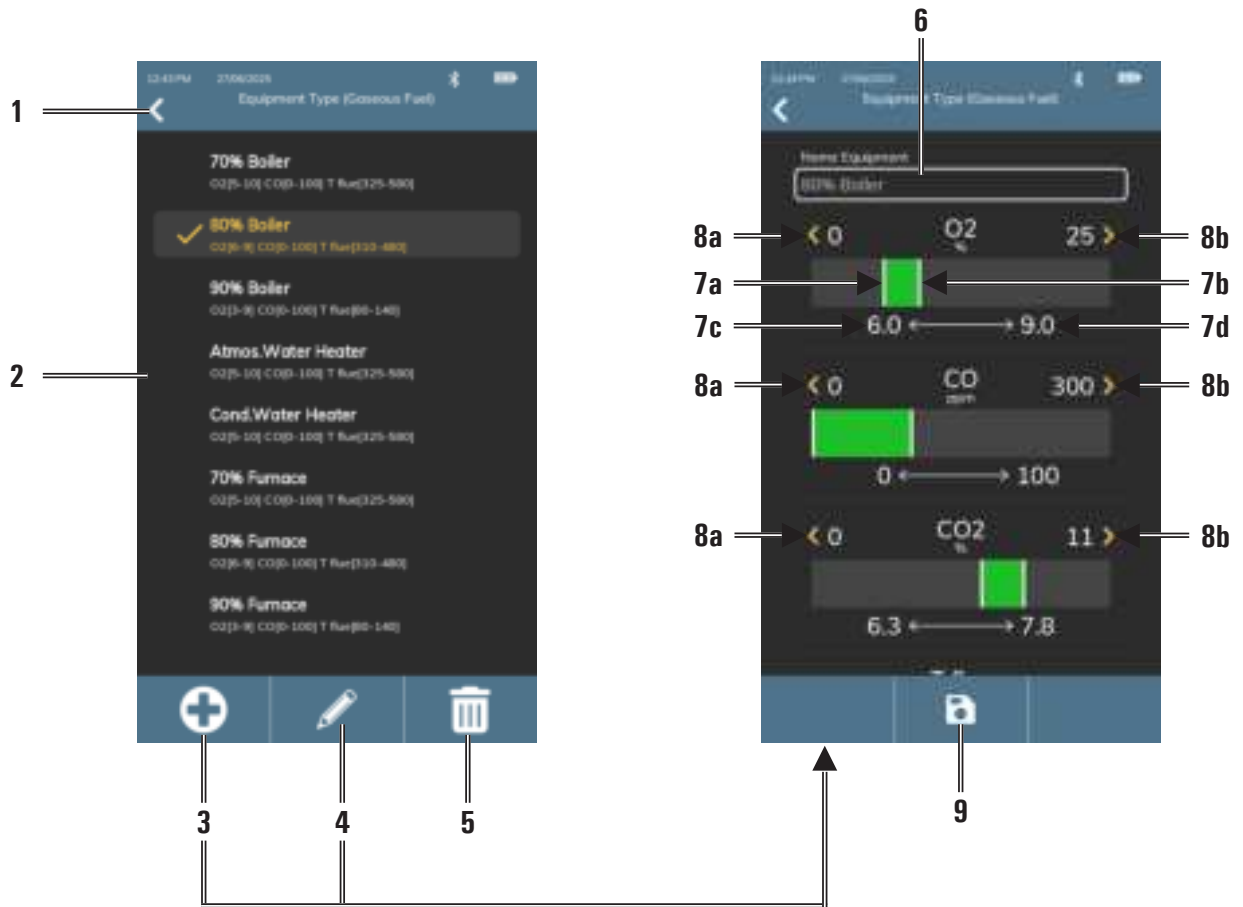 6
12:43 PM 27/06/2025
Equipment Type (Gaseous Fuel)
1
70% Boiler
O2[5-10] CO[0-100] T flue[325-500]
80% Boiler
O2[6-9] CO[0-100] T flue[310-480]
90% Boiler
O2[3-9] CO[0-100] T flue[80-140]
Atmos.Water Heater
O2[5-10] CO[0-100] T flue[325-500]
2
Cond.Water Heater
O2[5-10] CO[0-100] T flue[325-500]
70% Furnace
O2[5-10] CO[0-100] T flue[325-500]
80% Furnace
O2[6-9] CO[0-100] T flue[310-480]
90% Furnace
O2[3-9] CO[0-100] T flue[80-140]
3 4 5
Equipment Type (Gaseous Fuel)
Name Equipment
80% Boiler
8a 0 O2 25 8b
%
7a 7b
7c 6.0 9.0 7d
8a 0 CO 300 8b
ppm
0 100
8a 0 CO2 11 8b
%
6.3 7.8
9